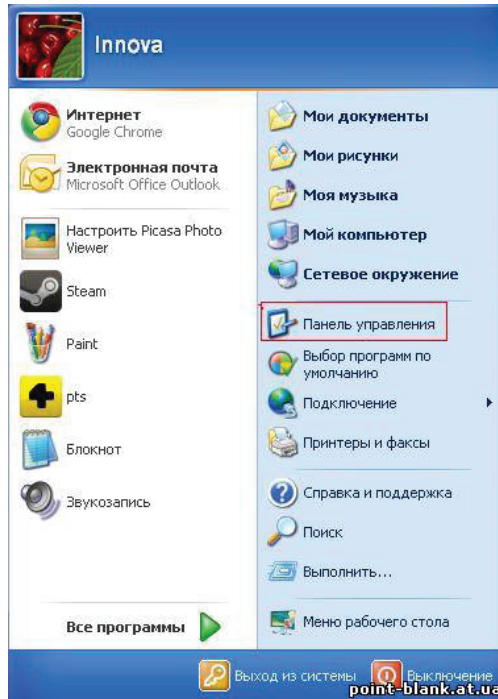 Innova
Интернет
Google Chrome
Электронная почта
Microsoft Office Outlook
Настроить Picasa Photo
Viewer
Steam
Paint
pts
Блокнот
Звукозапись
Все программы
Мои документы
Мои рисунки
Моя музыка
Мой компьютер
Сетевое окружение
Панель управления
Выбор программ по
умолчанию
Подключение
Принтеры и факсы
Справка и поддержка
Поиск
Выполнить...
Меню рабочего стола
Выход из системы
Выключение
point-blank.at.ua